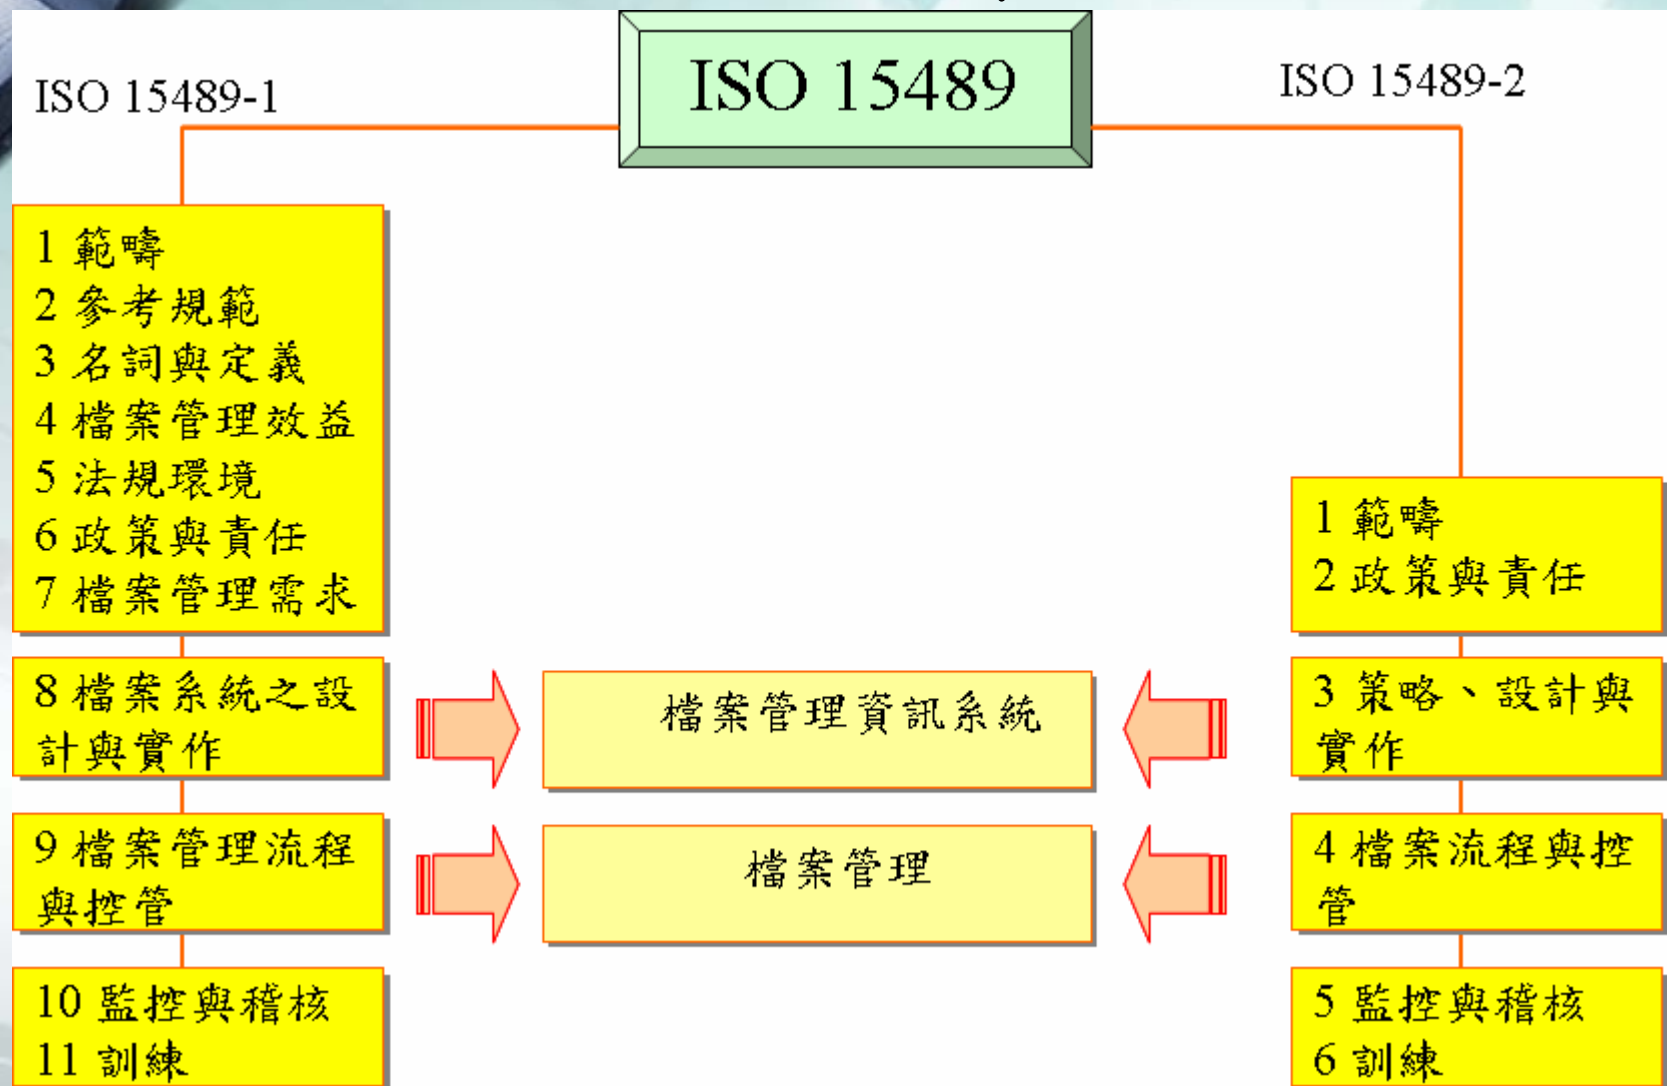 ISO 15489
ISO 15489-1
1 範疇
2 參考規範
3 名詞與定義
4 檔案管理效益
5 法規環境
6 政策與責任
7 檔案管理需求
8 檔案系統之設
計與實作
9 檔案管理流程
與控管
10 監控與稽核
11 訓練
檔案管理資訊系統
檔案管理
ISO 15489-2
1 範疇
2 政策與責任
3 策略、設計與
實作
4 檔案流程與控
管
5 監控與稽核
6 訓練